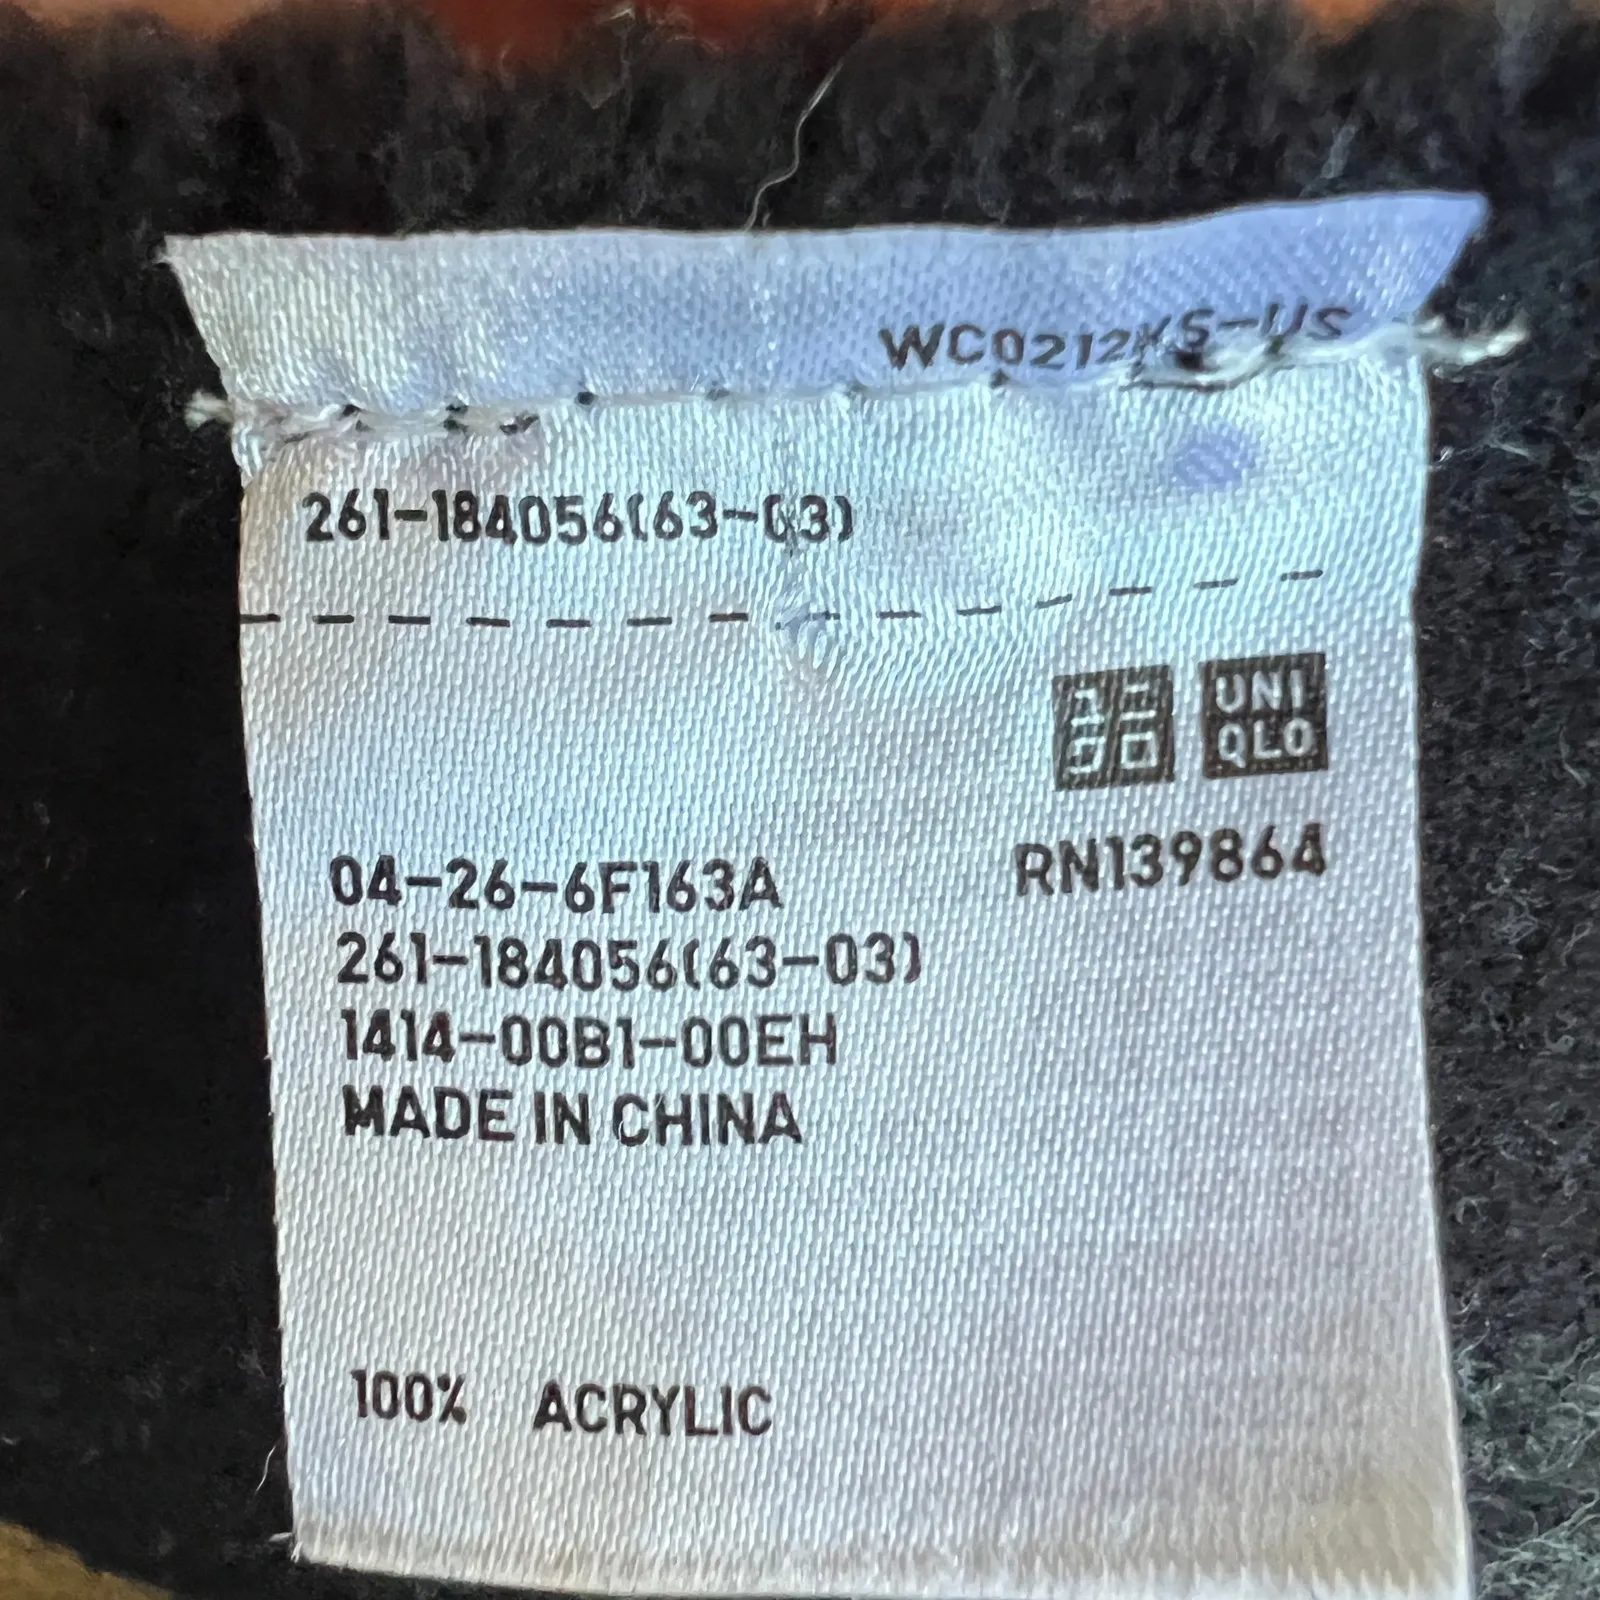 WC0212KS-US
261-184056(63-03)
ユニ UNI
クロ QLO
RN139864
04-26-6F163A
261-184056(63-03)
1414-00B1-00EH
MADE IN CHINA
100% ACRYLIC